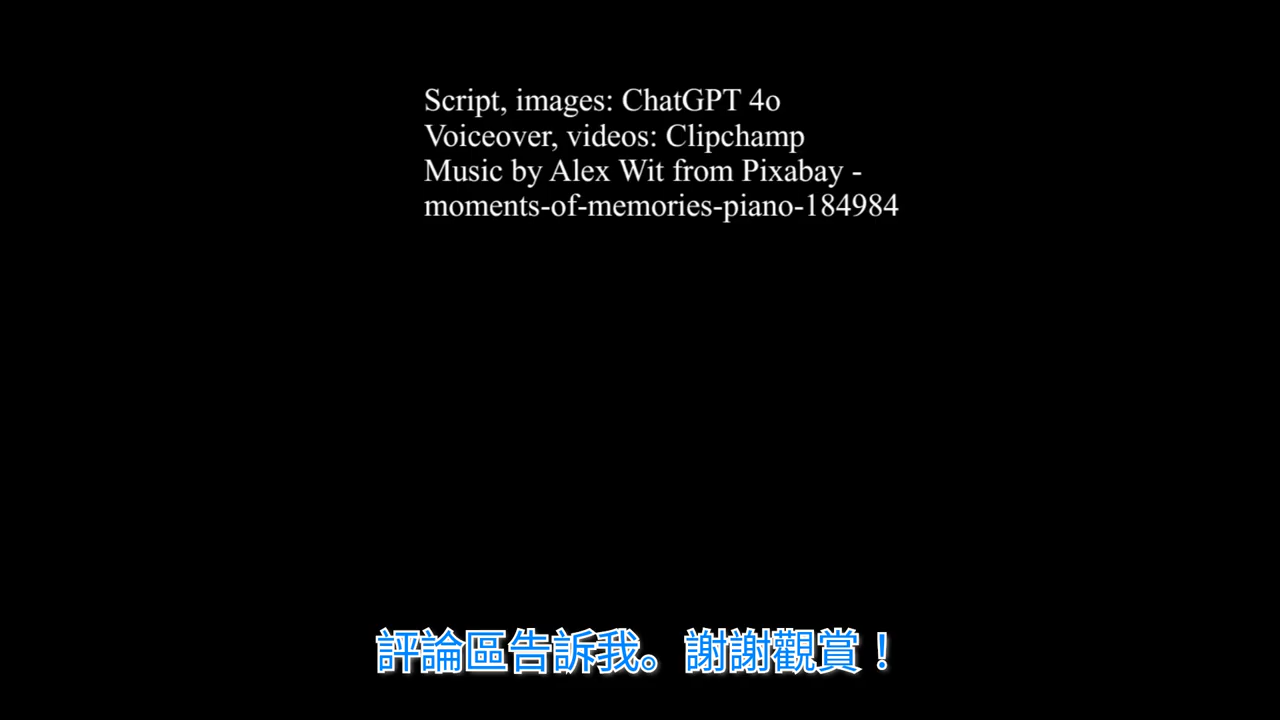 Script, images: ChatGPT 4o
Voiceover, videos: Clipchamp
Music by Alex Wit from Pixabay -
moments-of-memories-piano-184984
評論區告訴我。謝謝觀賞！